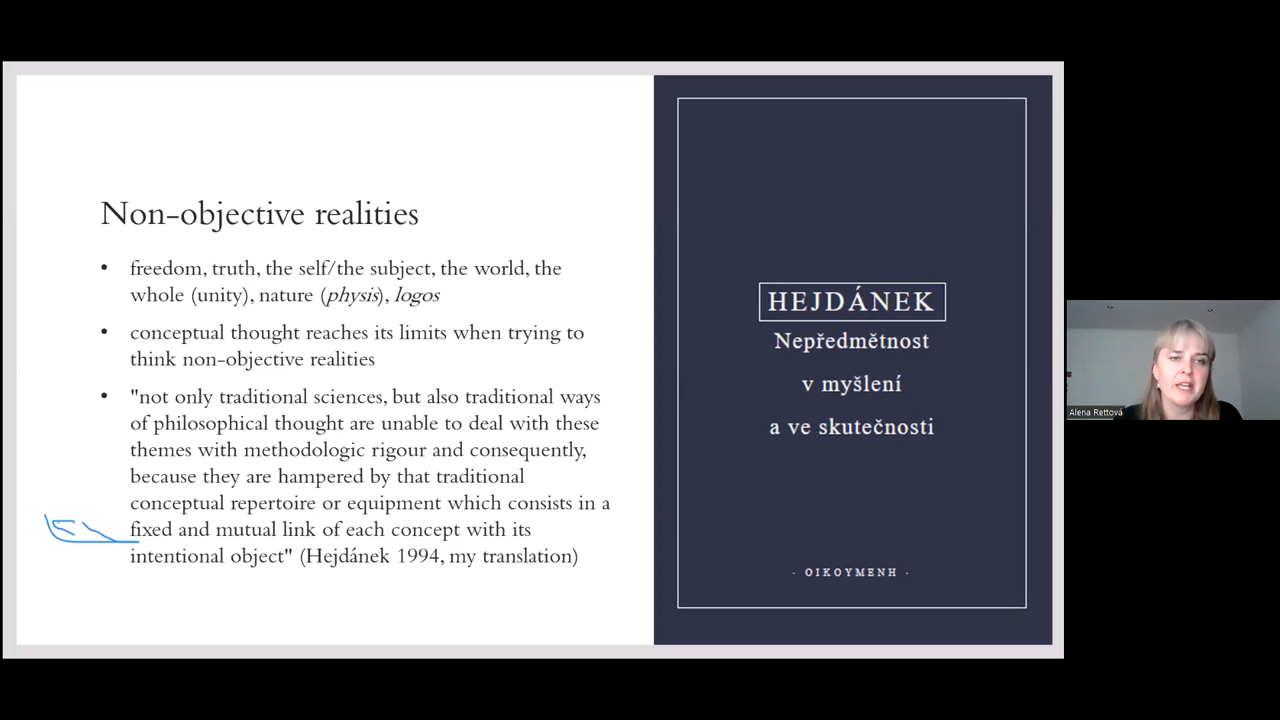 Non-objective realities
• freedom, truth, the self/the subject, the world, the
whole (unity), nature (physis), logos
• conceptual thought reaches its limits when trying to
think non-objective realities
• "not only traditional sciences, but also traditional ways
of philosophical thought are unable to deal with these
themes with methodologic rigour and consequently,
because they are hampered by that traditional
conceptual repertoire or equipment which consists in a
fixed and mutual link of each concept with its
intentional object" (Hejdánek 1994, my translation)
HEJDÁNEK
Nepředmětnost
v myšlení
a ve skutečnosti
· OIKOYMENH ·
Alena Rettová